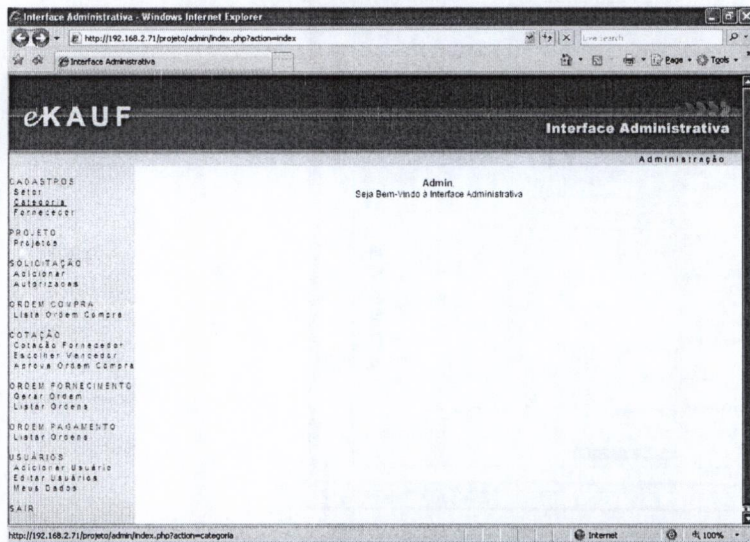 Interface Administrativa - Windows Internet Explorer
http://192.168.2.71/projeto/admin/index.php?action=index
Live Search
Interface Administrativa
Page
Tools
eKAUF
Interface Administrativa
Administração
CADASTROS
Setor
Categoria
Fornecedor
PROJETO
Projetos
SOLICITAÇÃO
Adicionar
Autorizadas
ORDEM COMPRA
Lista Ordem Compra
COTAÇÃO
Cotacão Fornecedor
Escolher Vencedor
Aprova Ordem Compra
ORDEM FORNECIMENTO
Gerar Ordem
Listar Ordens
ORDEM PAGAMENTO
Listar Ordens
USUÁRIOS
Adicionar Usuário
Editar Usuários
Meus Dados
SAIR
Admin,
Seja Bem-Vindo à Interface Administrativa
http://192.168.2.71/projeto/admin/index.php?action=categoria
Internet
100%